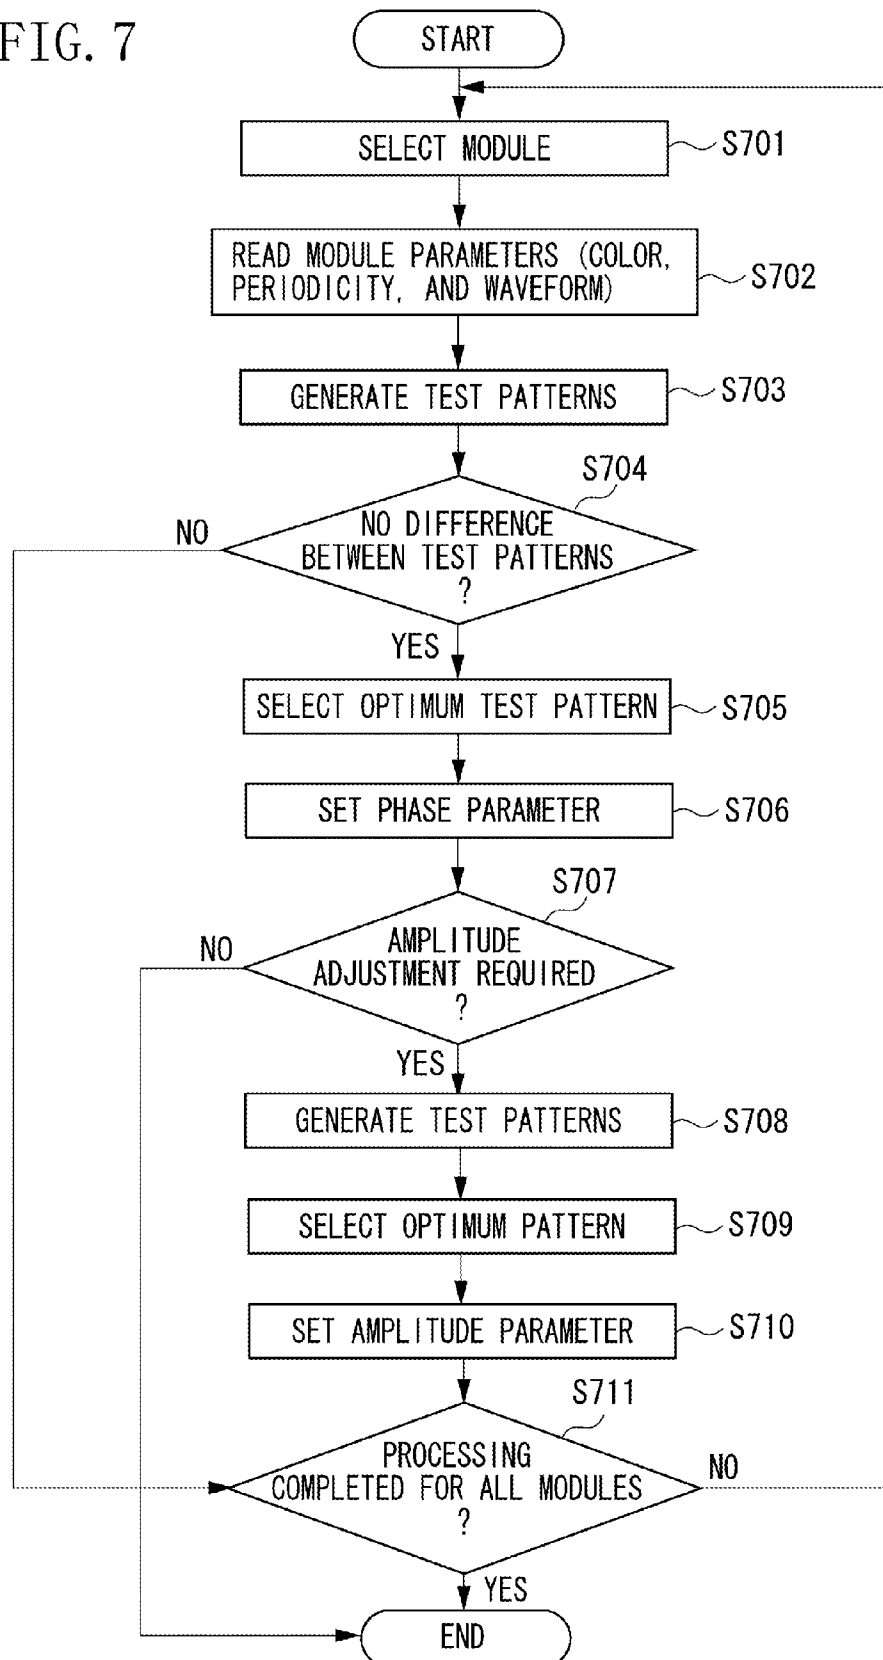 FIG. 7
START
SELECT MODULE
S701
READ MODULE PARAMETERS (COLOR,
PERIODICITY, AND WAVEFORM)
S702
GENERATE TEST PATTERNS
S703
S704
NO DIFFERENCE
BETWEEN TEST PATTERNS
?
NO
YES
SELECT OPTIMUM TEST PATTERN
S705
SET PHASE PARAMETER
S706
S707
AMPLITUDE
ADJUSTMENT REQUIRED
?
NO
YES
GENERATE TEST PATTERNS
S708
SELECT OPTIMUM PATTERN
S709
SET AMPLITUDE PARAMETER
S710
S711
PROCESSING
COMPLETED FOR ALL MODULES
?
NO
YES
END